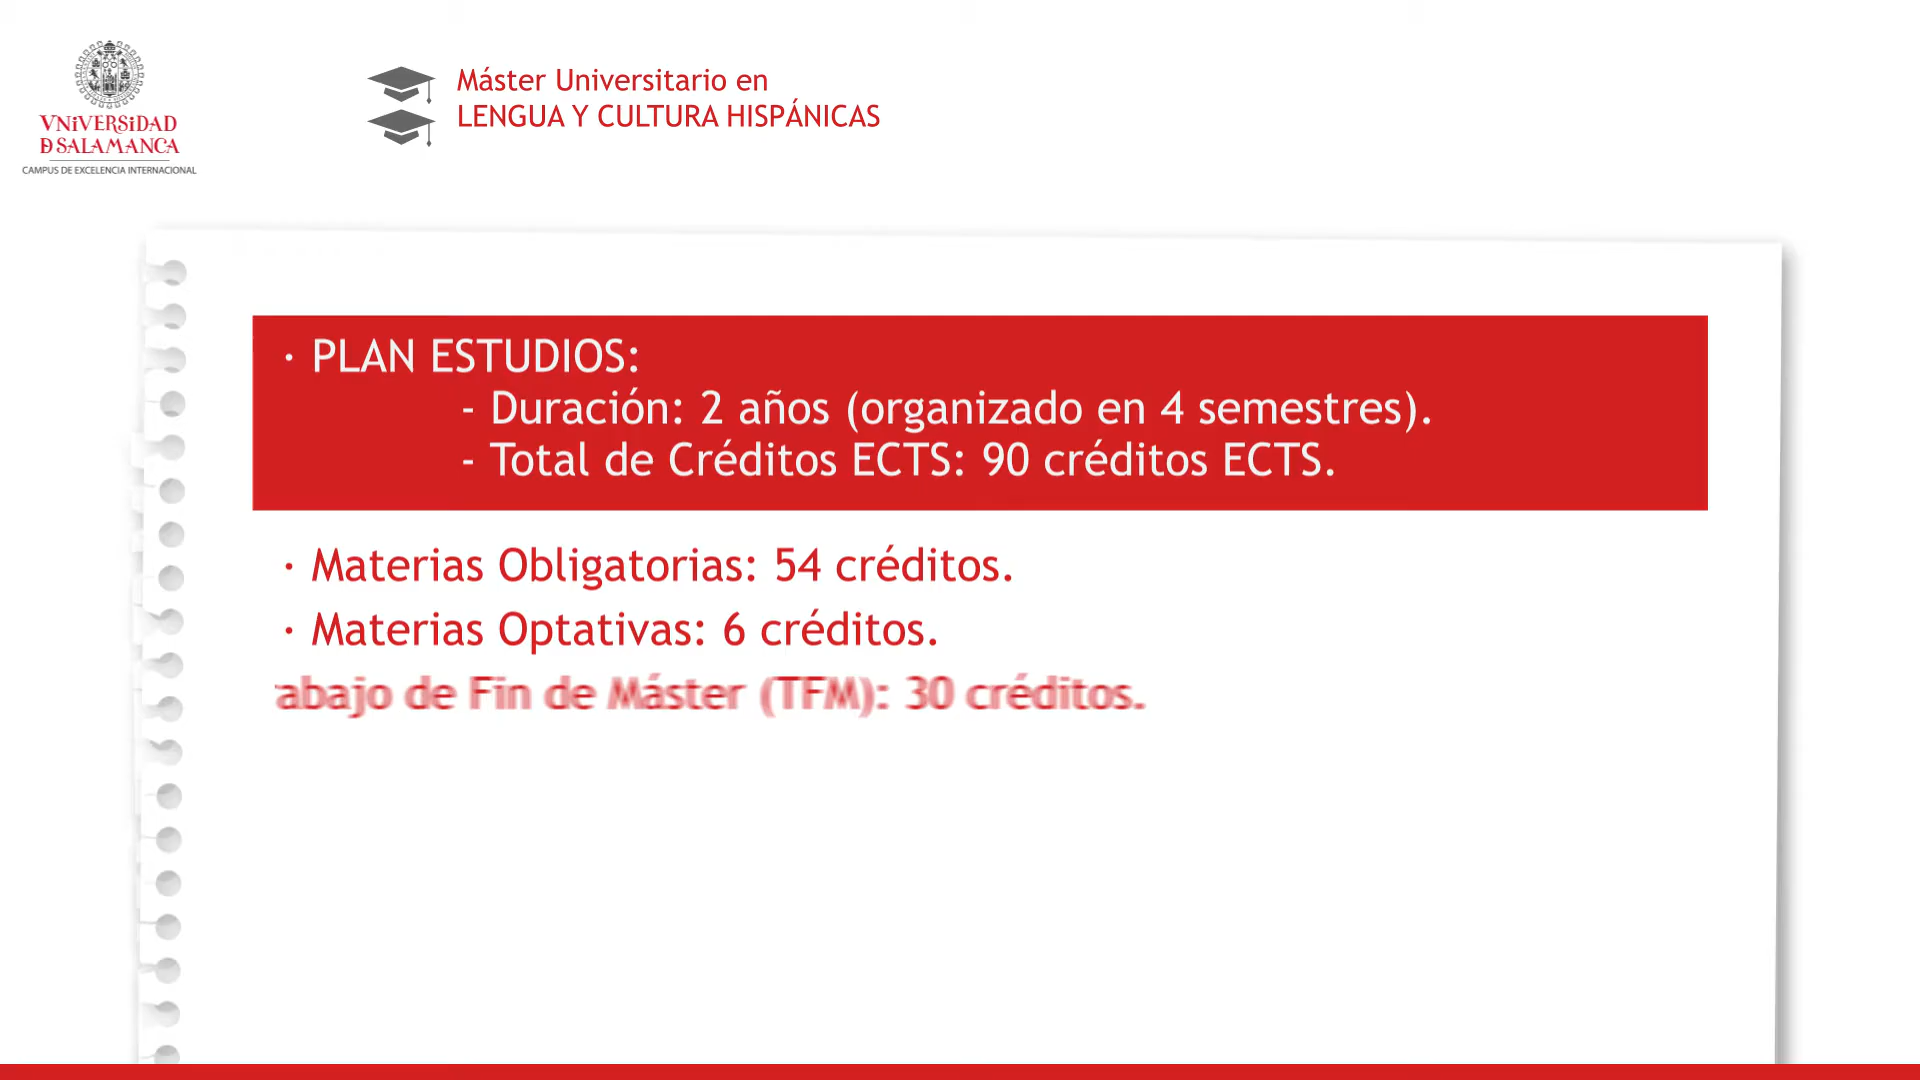 VNiVERSiDAD
D SALAMANCA
CAMPUS DE EXCELENCIA INTERNACIONAL
Máster Universitario en
LENGUA Y CULTURA HISPÁNICAS
· PLAN ESTUDIOS:
- Duración: 2 años (organizado en 4 semestres).
- Total de Créditos ECTS: 90 créditos ECTS.
· Materias Obligatorias: 54 créditos.
· Materias Optativas: 6 créditos.
abajo de Fin de Máster (TFM): 30 créditos.